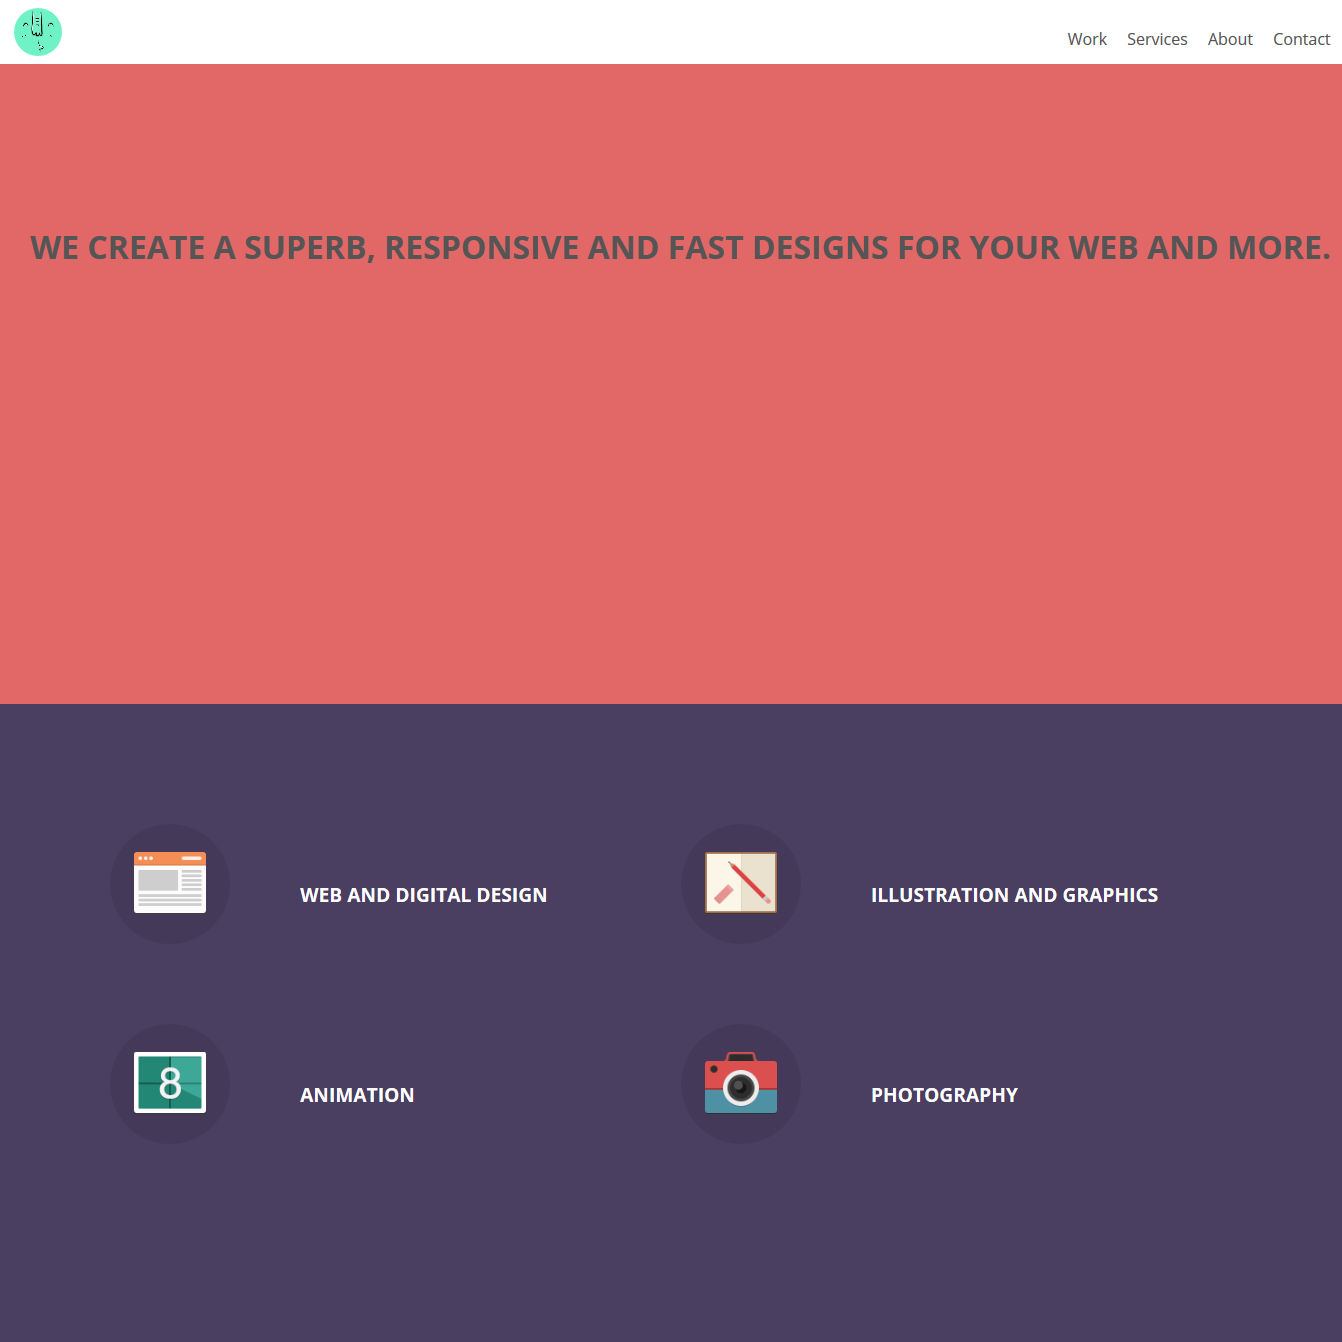 Work Services About Contact
WE CREATE A SUPERB, RESPONSIVE AND FAST DESIGNS FOR YOUR WEB AND MORE.
WEB AND DIGITAL DESIGN
ILLUSTRATION AND GRAPHICS
8
ANIMATION
PHOTOGRAPHY